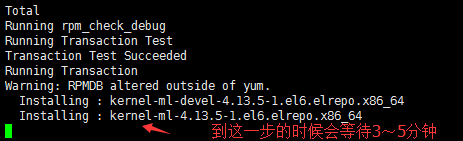 Total
Running rpm_check_debug
Running Transaction Test
Transaction Test Succeeded
Running Transaction
Warning: RPMDB altered outside of yum.
Installing : kernel-ml-devel-4.13.5-1.el6.elrepo.x86_64
Installing : kernel-ml-4.13.5-1.el6.elrepo.x86_64
到这一步的时候会等待3～5分钟